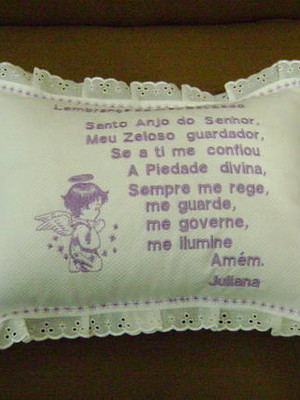 Santo Anjo do Senhor,
Meu Zeloso guardador,
Se a ti me confiou
A Piedade divina,
Sempre me rege,
me guarde,
me governe,
me ilumine
Amém.
Juliana